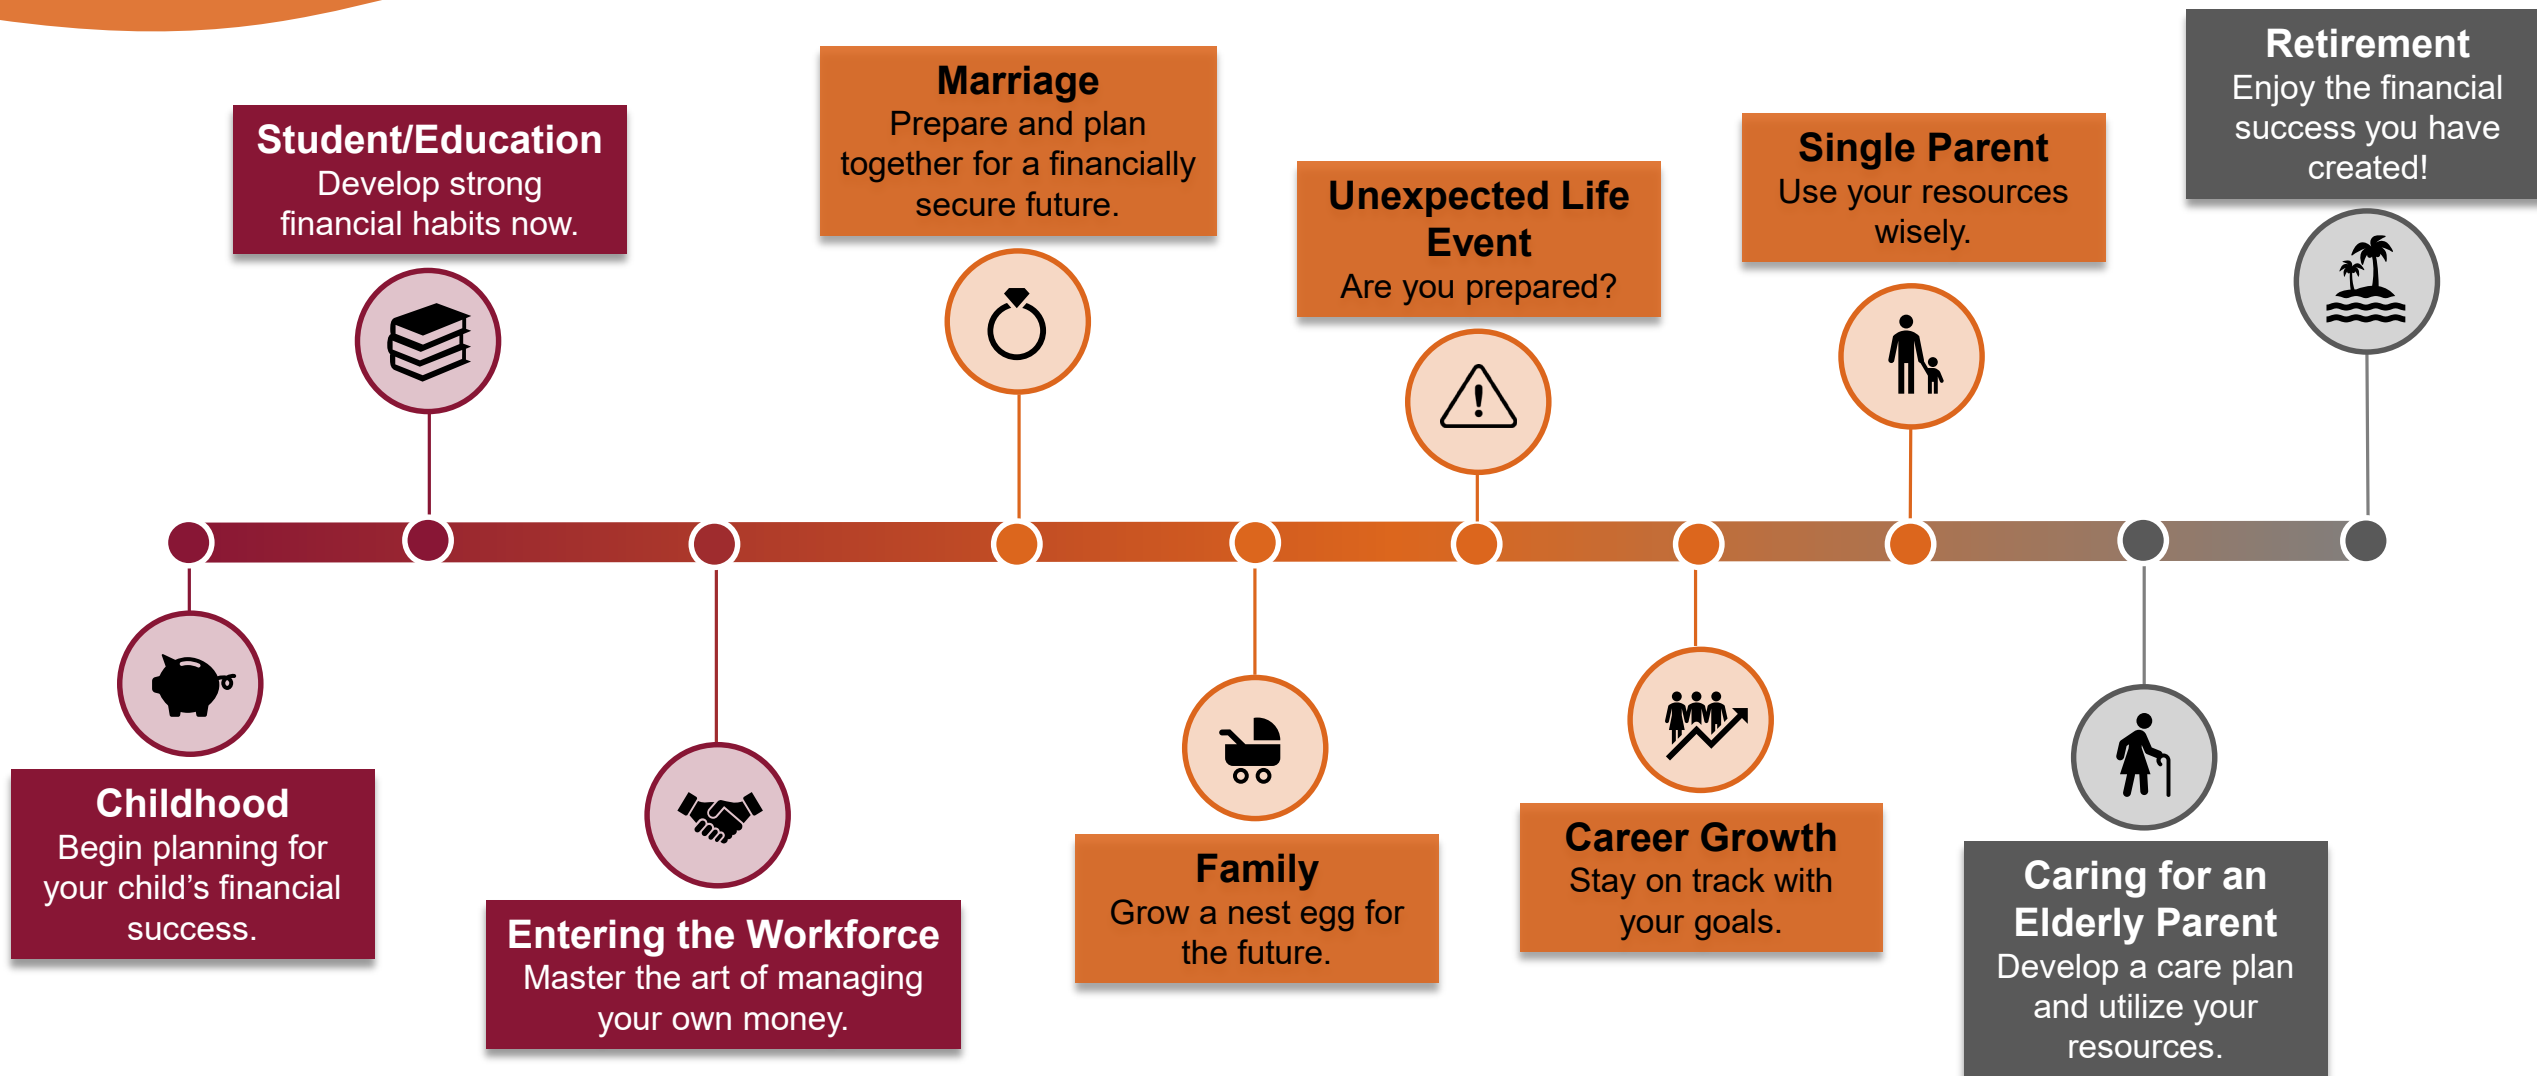 Childhood
Begin planning for
your child’s financial
success.
Student/Education
Develop strong
financial habits now.
Entering the Workforce
Master the art of managing
your own money.
Marriage
Prepare and plan
together for a financially
secure future.
Family
Grow a nest egg for
the future.
Unexpected Life
Event
Are you prepared?
Career Growth
Stay on track with
your goals.
Single Parent
Use your resources
wisely.
Caring for an
Elderly Parent
Develop a care plan
and utilize your
resources.
Retirement
Enjoy the financial
success you have
created!